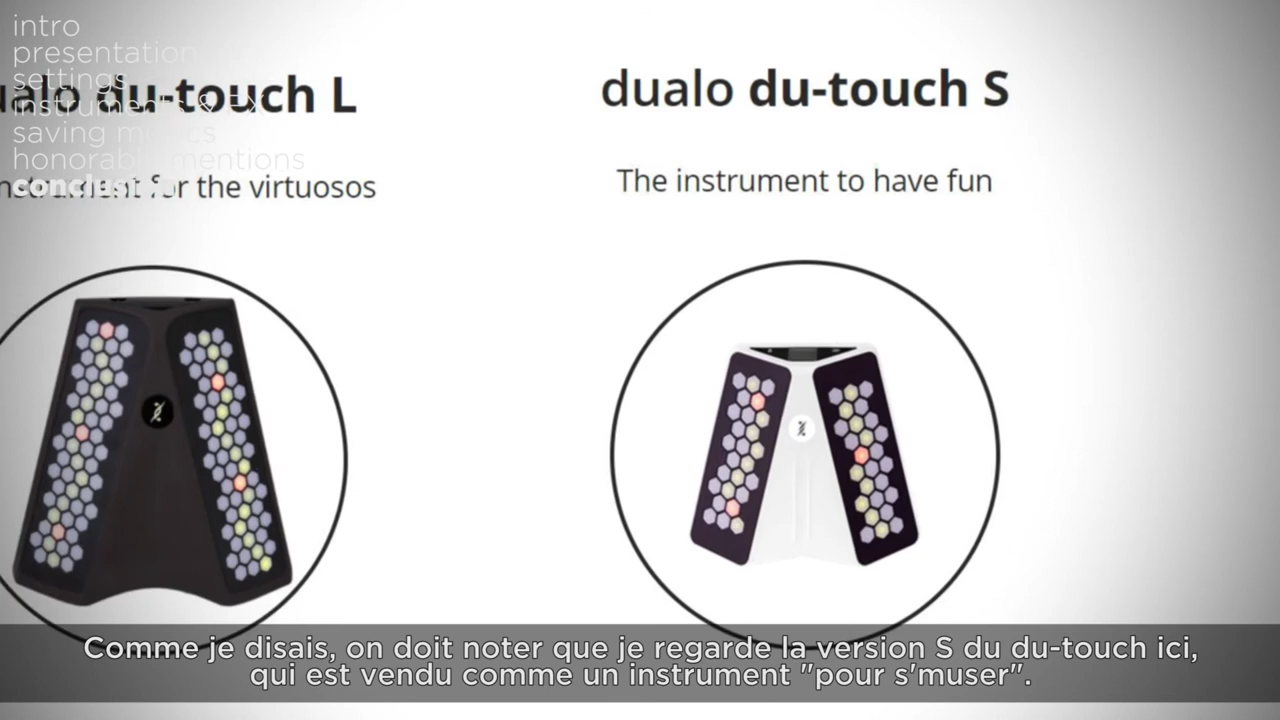 intro
presentation
settings
saving
honorable mentions
dualo du-touch L
for the virtuosos
dualo du-touch S
The instrument to have fun
Comme je disais, on doit noter que je regarde la version S du du-touch ici,
qui est vendu comme un instrument "pour s'muser".